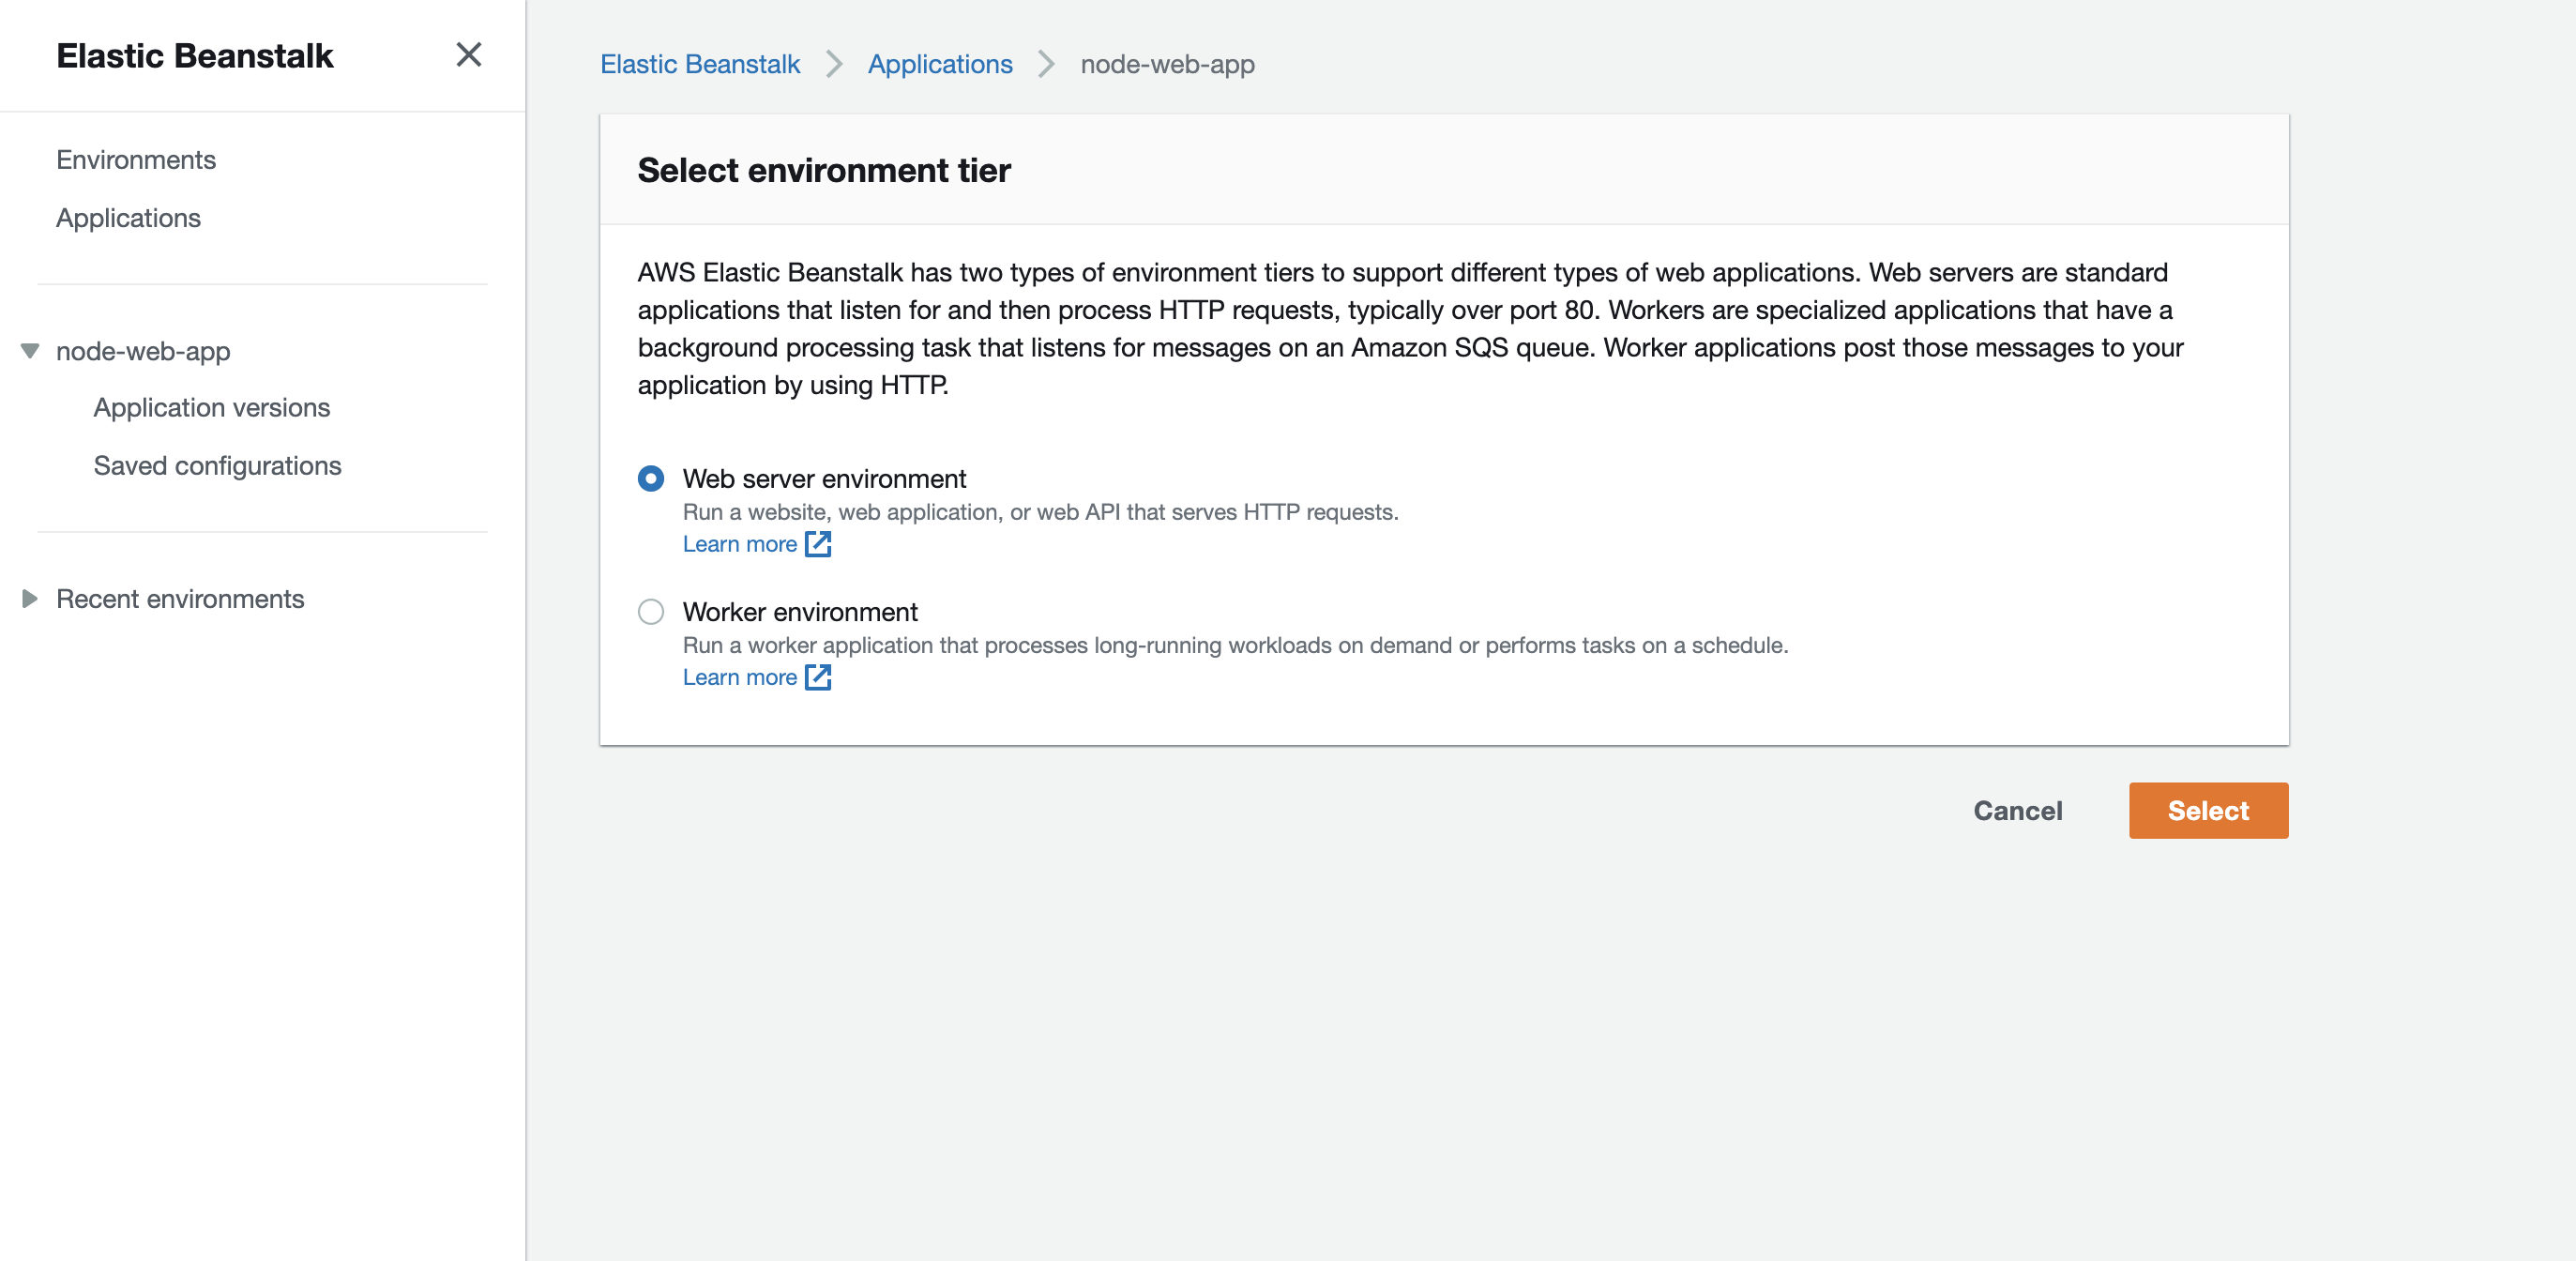 Elastic Beanstalk
Environments
Applications
node-web-app
Application versions
Saved configurations
Recent environments
Elastic Beanstalk
Applications
node-web-app
Select environment tier
AWS Elastic Beanstalk has two types of environment tiers to support different types of web applications. Web servers are standard
applications that listen for and then process HTTP requests, typically over port 80. Workers are specialized applications that have a
background processing task that listens for messages on an Amazon SQS queue. Worker applications post those messages to your
application by using HTTP.
Web server environment
Run a website, web application, or web API that serves HTTP requests.
Learn more
Worker environment
Run a worker application that processes long-running workloads on demand or performs tasks on a schedule.
Learn more
Cancel
Select